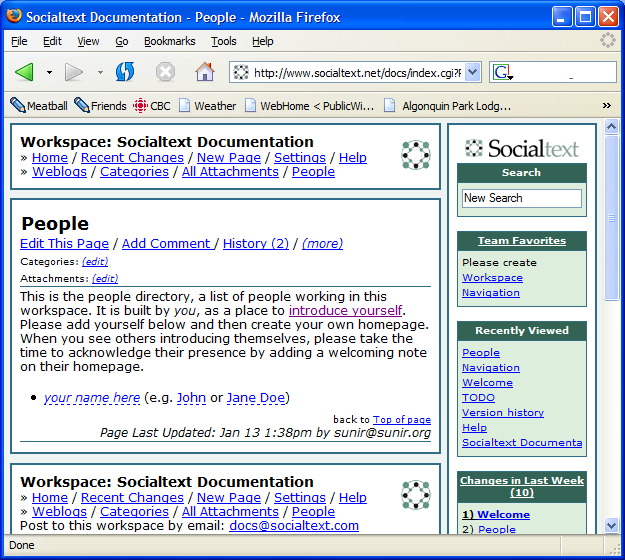 Socialtext Documentation - People - Mozilla Firefox
File Edit View Go Bookmarks Tools Help
http://www.socialtext.net/docs/index.cgi?
G
Meatball Friends CBC Weather WebHome < PublicWi... Algonquin Park Lodg... »
Workspace: Socialtext Documentation
» Home / Recent Changes / New Page / Settings / Help
» Weblogs / Categories / All Attachments / People
People
Edit This Page / Add Comment / History (2) / (more)
Categories: (edit)
Attachments: (edit)
This is the people directory, a list of people working in this
workspace. It is built by you, as a place to introduce yourself.
Please add yourself below and then create your own homepage.
When you see others introducing themselves, please take the
time to acknowledge their presence by adding a welcoming note
on their homepage.
• your name here (e.g. John or Jane Doe)
back to Top of page
Page Last Updated: Jan 13 1:38pm by sunir@sunir.org
Workspace: Socialtext Documentation
» Home / Recent Changes / New Page / Settings / Help
» Weblogs / Categories / All Attachments / People
Post to this workspace by email: docs@socialtext.com
Socialtext
Search
New Search
Team Favorites
Please create
Workspace
Navigation
Recently Viewed
People
Navigation
Welcome
TODO
Version history
Help
Socialtext Documenta
Changes in Last Week
(10)
1) Welcome
2) People
Done